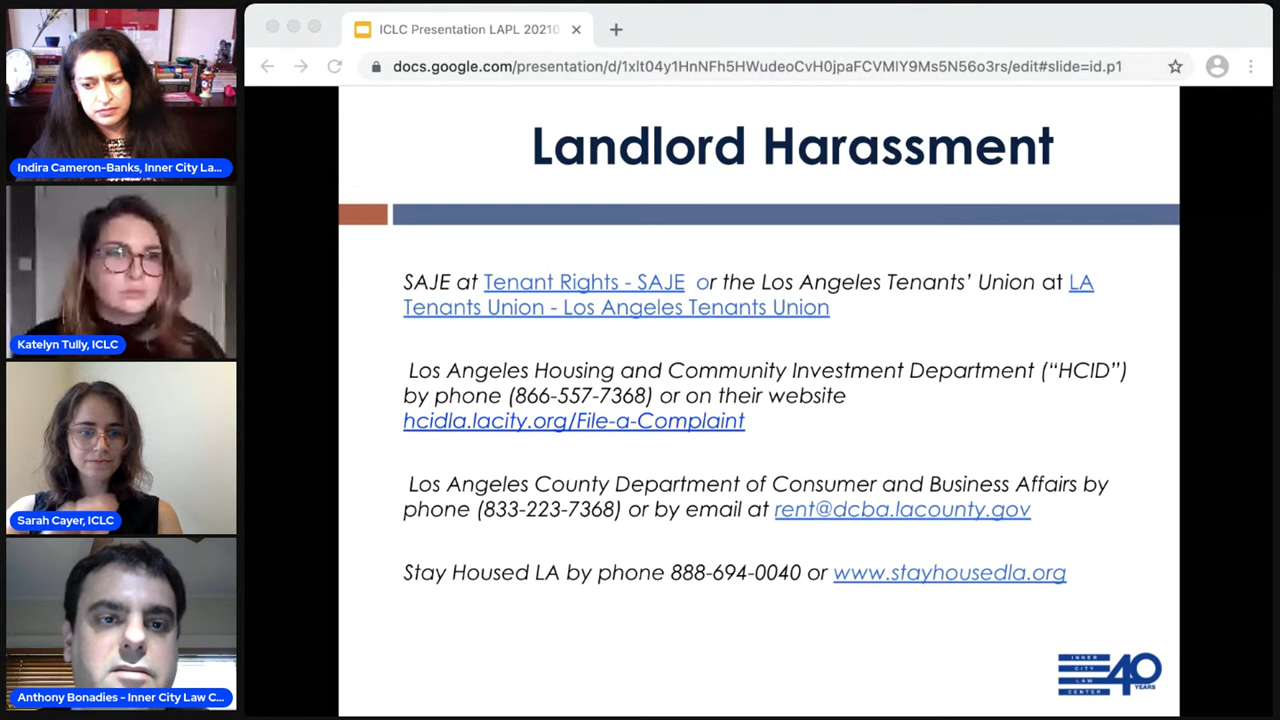 Indira Cameron-Banks, Inner City La...
Katelyn Tully, ICLC
Sarah Cayer, ICLC
Anthony Bonadies - Inner City Law C...
ICLC Presentation LAPL 20210
docs.google.com/presentation/d/1xlt04y1HnNFh5HWudeoCvH0jpaFCVMlY9Ms5N56o3rs/edit#slide=id.p1
Landlord Harassment
SAJE at Tenant Rights - SAJE or the Los Angeles Tenants’ Union at LA
Tenants Union - Los Angeles Tenants Union
Los Angeles Housing and Community Investment Department (“HCID”)
by phone (866-557-7368) or on their website
hcidla.lacity.org/File-a-Complaint
Los Angeles County Department of Consumer and Business Affairs by
phone (833-223-7368) or by email at rent@dcba.lacounty.gov
Stay Housed LA by phone 888-694-0040 or www.stayhousedla.org
INNER
CITY
LAW
CENTER
40
YEARS